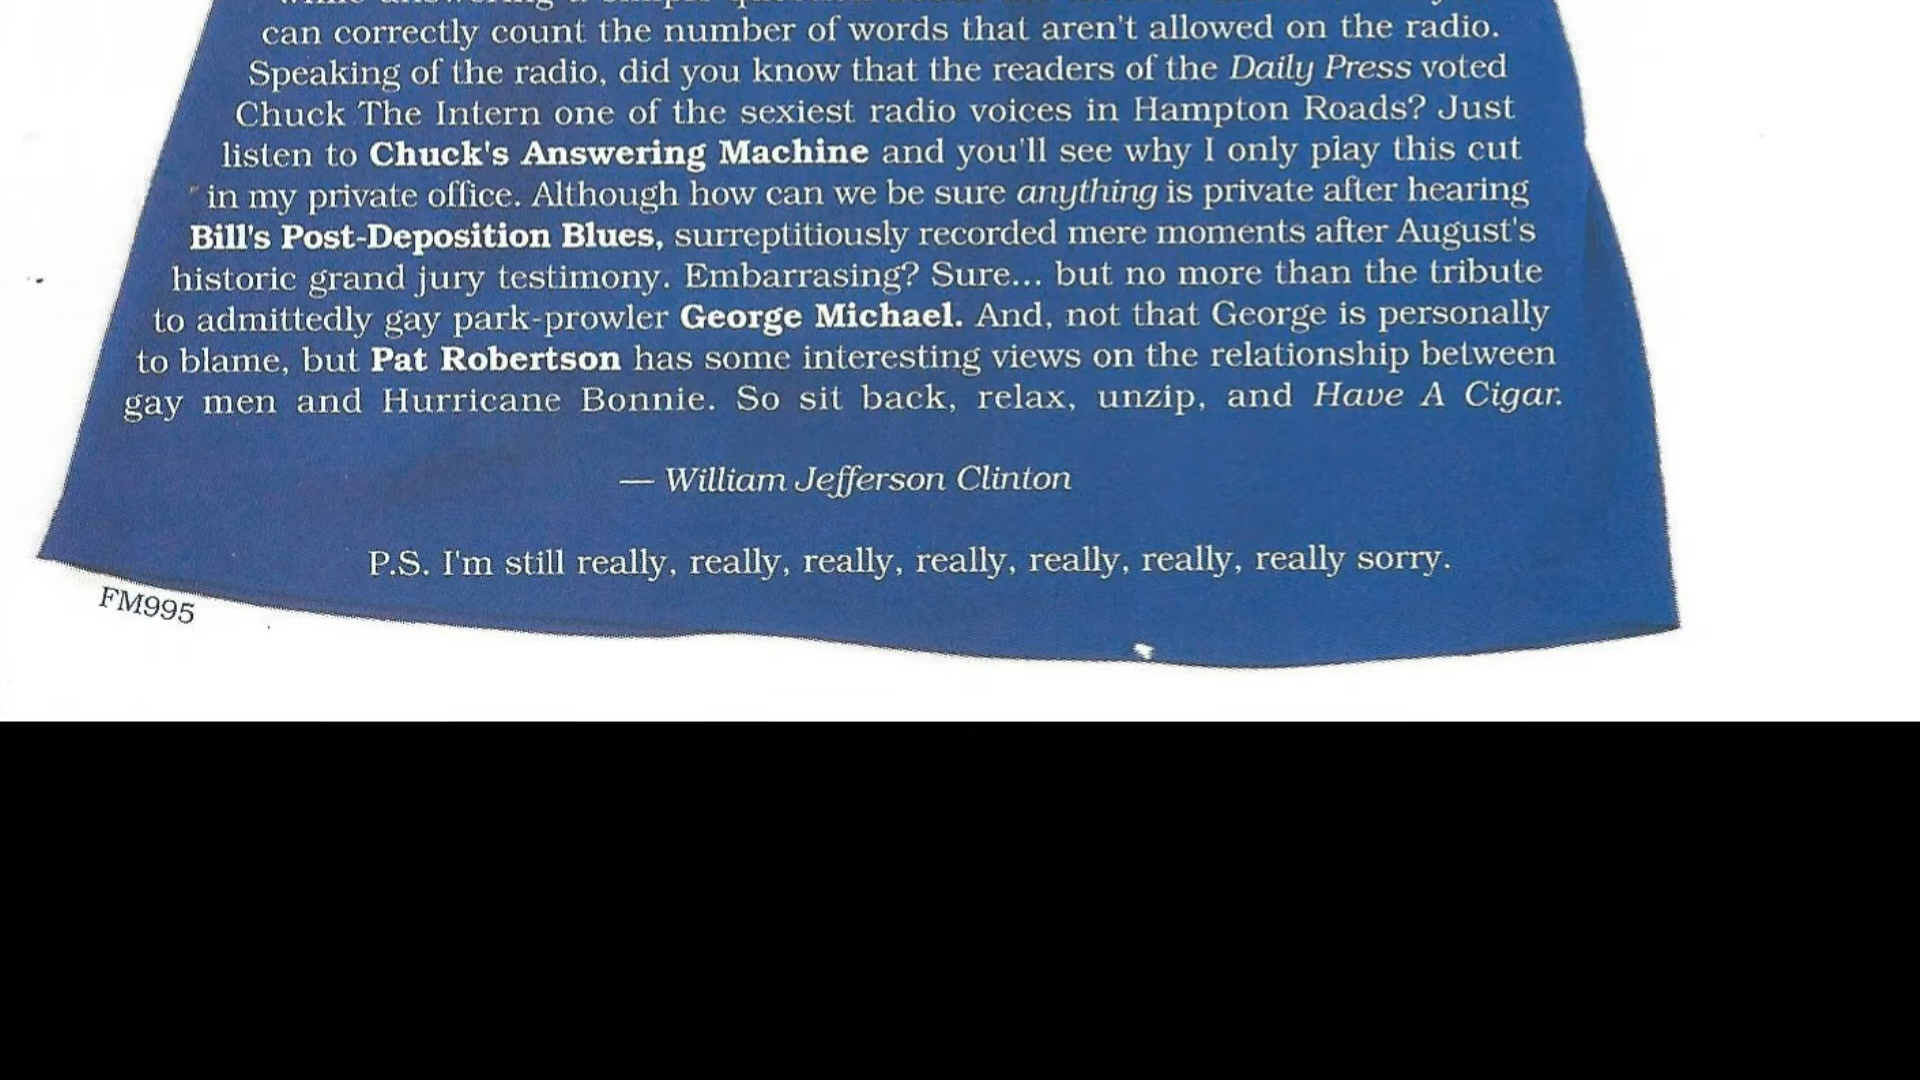 can correctly count the number of words that aren't allowed on the radio.
Speaking of the radio, did you know that the readers of the Daily Press voted
Chuck The Intern one of the sexiest radio voices in Hampton Roads? Just
listen to Chuck's Answering Machine and you'll see why I only play this cut
in my private office. Although how can we be sure anything is private after hearing
Bill's Post-Deposition Blues, surreptitiously recorded mere moments after August's
historic grand jury testimony. Embarrasing? Sure... but no more than the tribute
to admittedly gay park-prowler George Michael. And, not that George is personally
to blame, but Pat Robertson has some interesting views on the relationship between
gay men and Hurricane Bonnie. So sit back, relax, unzip, and Have A Cigar.
— William Jefferson Clinton
P.S. I'm still really, really, really, really, really, really, really sorry.
FM995